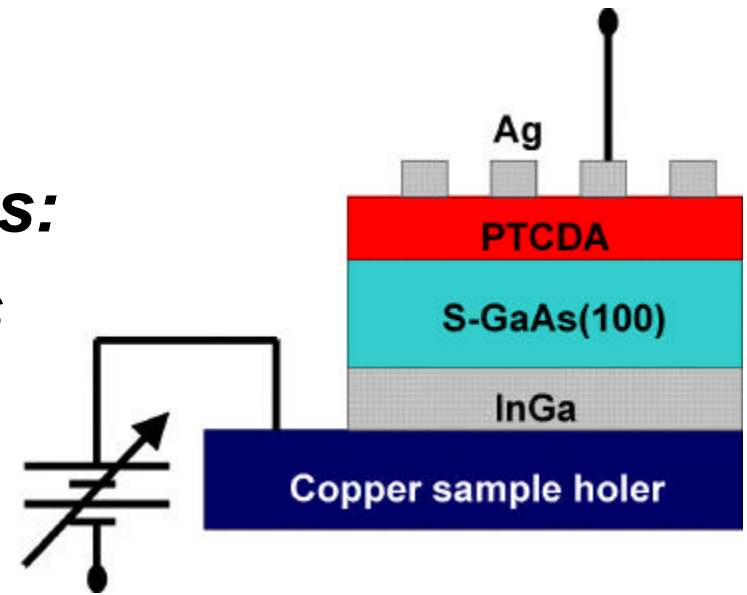 Ag
s:
PTCDA
s
S-GaAs(100)
InGa
Copper sample holer